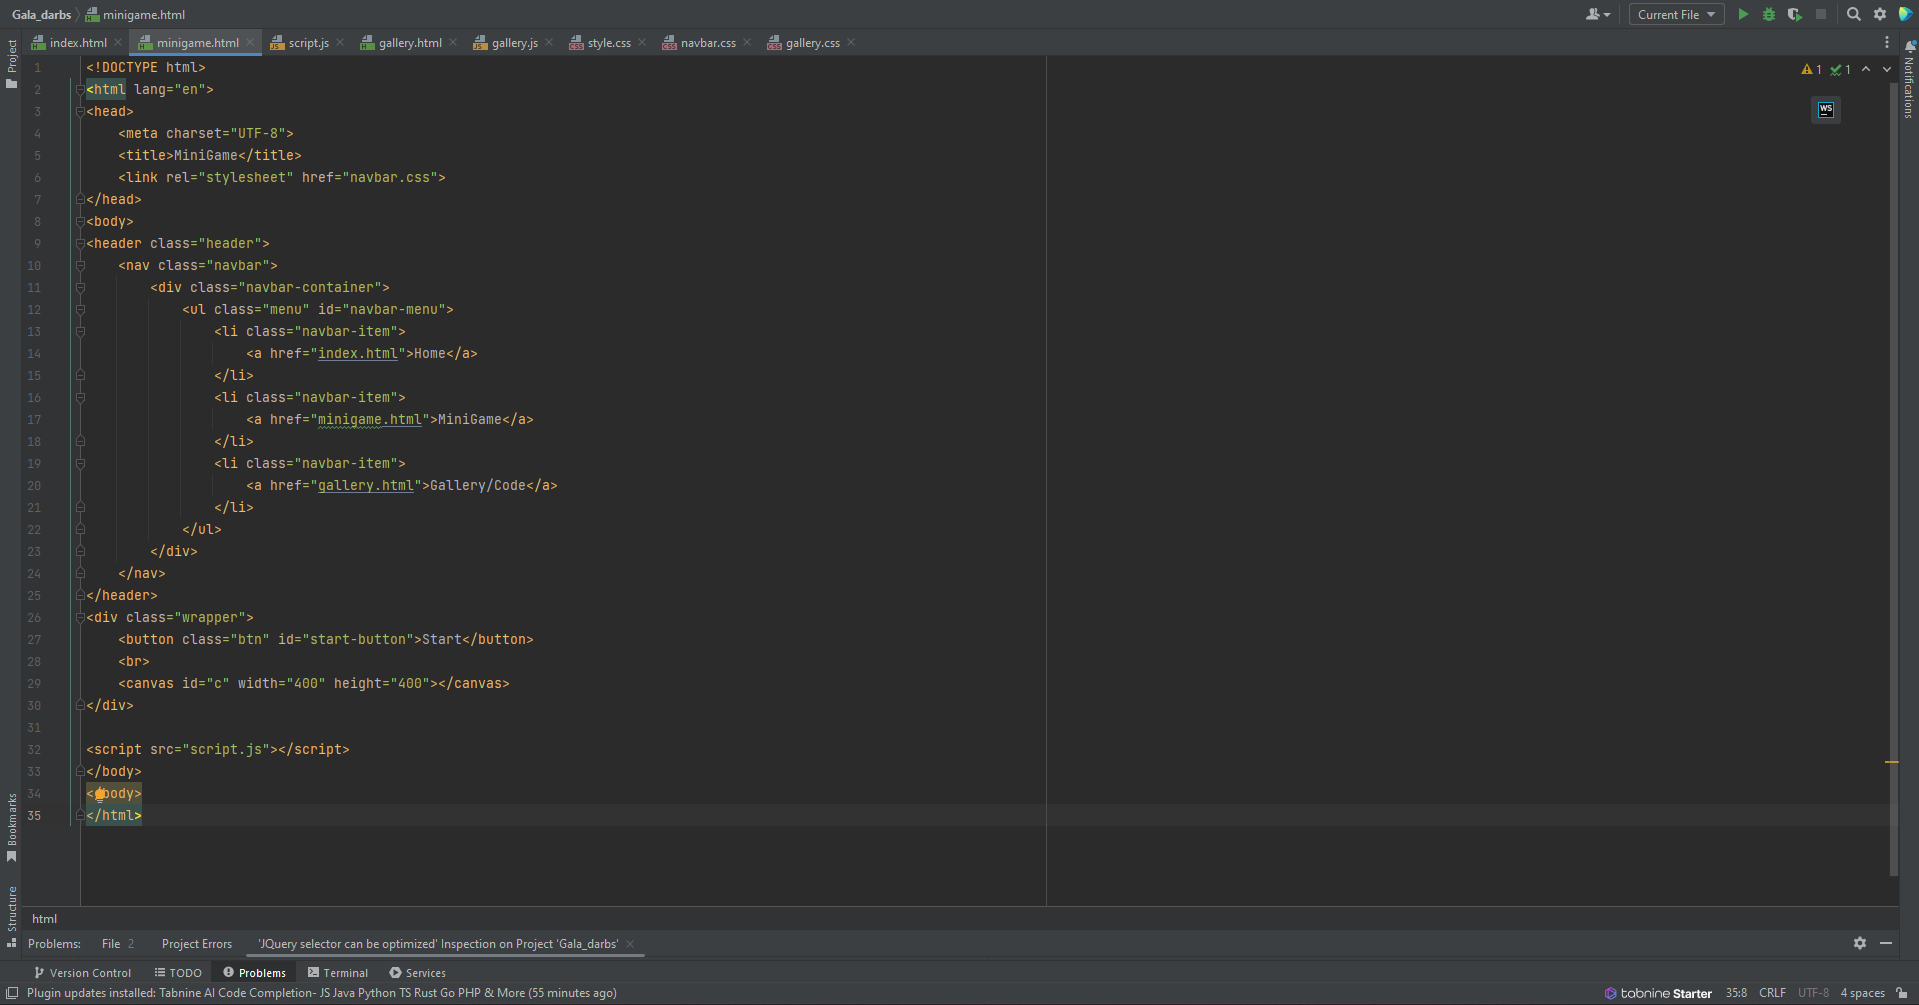 Gala_darbs
minigame.html
Current File
index.html
minigame.html
script.js
gallery.html
gallery.js
style.css
navbar.css
gallery.css
Project
Notifications
1 1
1 <!DOCTYPE html>
2 <html lang="en">
3 <head>
4 <meta charset="UTF-8">
5 <title>MiniGame</title>
6 <link rel="stylesheet" href="navbar.css">
7 </head>
8 <body>
9 <header class="header">
10 <nav class="navbar">
11 <div class="navbar-container">
12 <ul class="menu" id="navbar-menu">
13 <li class="navbar-item">
14 <a href="index.html">Home</a>
15 </li>
16 <li class="navbar-item">
17 <a href="minigame.html">MiniGame</a>
18 </li>
19 <li class="navbar-item">
20 <a href="gallery.html">Gallery/Code</a>
21 </li>
22 </ul>
23 </div>
24 </nav>
25 </header>
26 <div class="wrapper">
27 <button class="btn" id="start-button">Start</button>
28 <br>
29 <canvas id="c" width="400" height="400"></canvas>
30 </div>
31
32 <script src="script.js"></script>
33 </body>
34 <body>
35 </html>
WS
Bookmarks
Structure
html
Problems: File 2 Project Errors 'JQuery selector can be optimized' Inspection on Project 'Gala_darbs'
Version Control TODO Problems Terminal Services
Plugin updates installed: Tabnine AI Code Completion- JS Java Python TS Rust Go PHP & More (55 minutes ago)
tabnine Starter 35:8 CRLF UTF-8 4 spaces